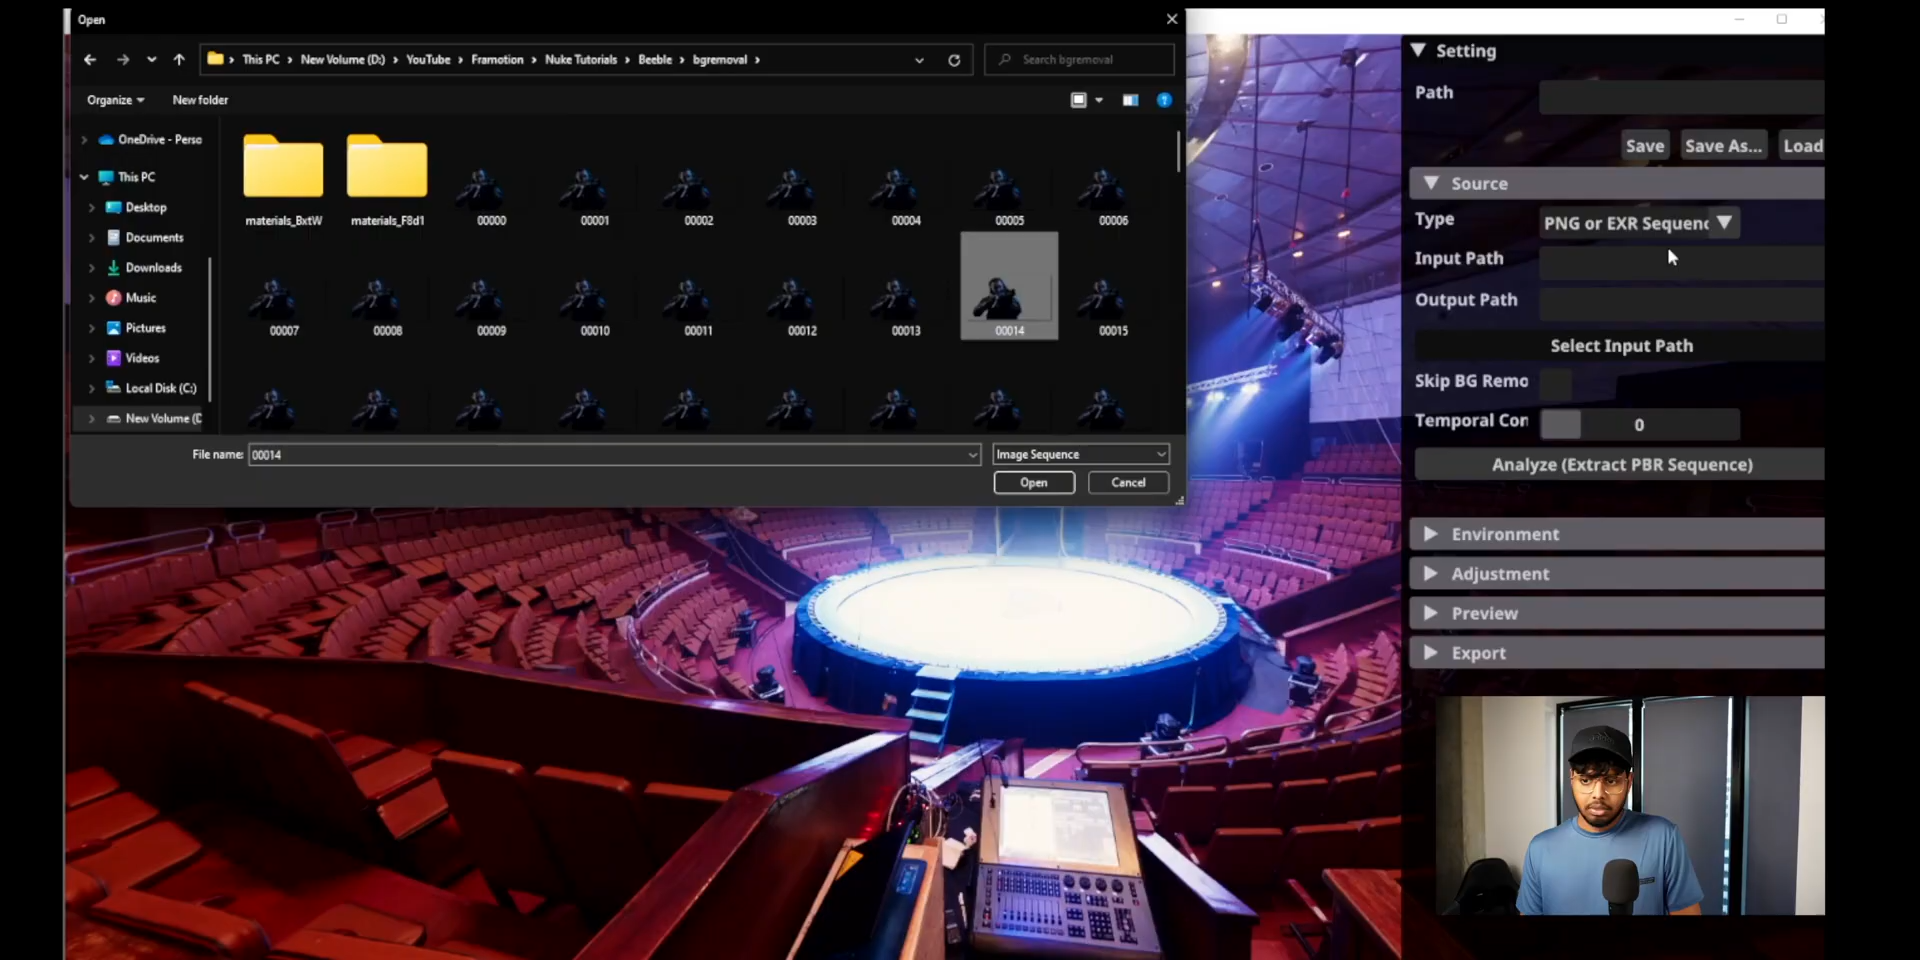 Open
This PC > New Volume (D:) > YouTube > Framotion > Nuke Tutorials > Beeble > bgremoval >
Search bgremoval
Organize
New folder
OneDrive - Perso
This PC
Desktop
Documents
Downloads
Music
Pictures
Videos
Local Disk (C:)
New Volume (D
materials_BxtW
materials_F8d1
00000
00001
00002
00003
00004
00005
00006
00007
00008
00009
00010
00011
00012
00013
00014
00015
File name: 00014
Image Sequence
Open
Cancel
Setting
Path
Save
Save As...
Load
Source
Type
PNG or EXR Sequenc
Input Path
Output Path
Select Input Path
Skip BG Remo
Temporal Con
0
Analyze (Extract PBR Sequence)
Environment
Adjustment
Preview
Export